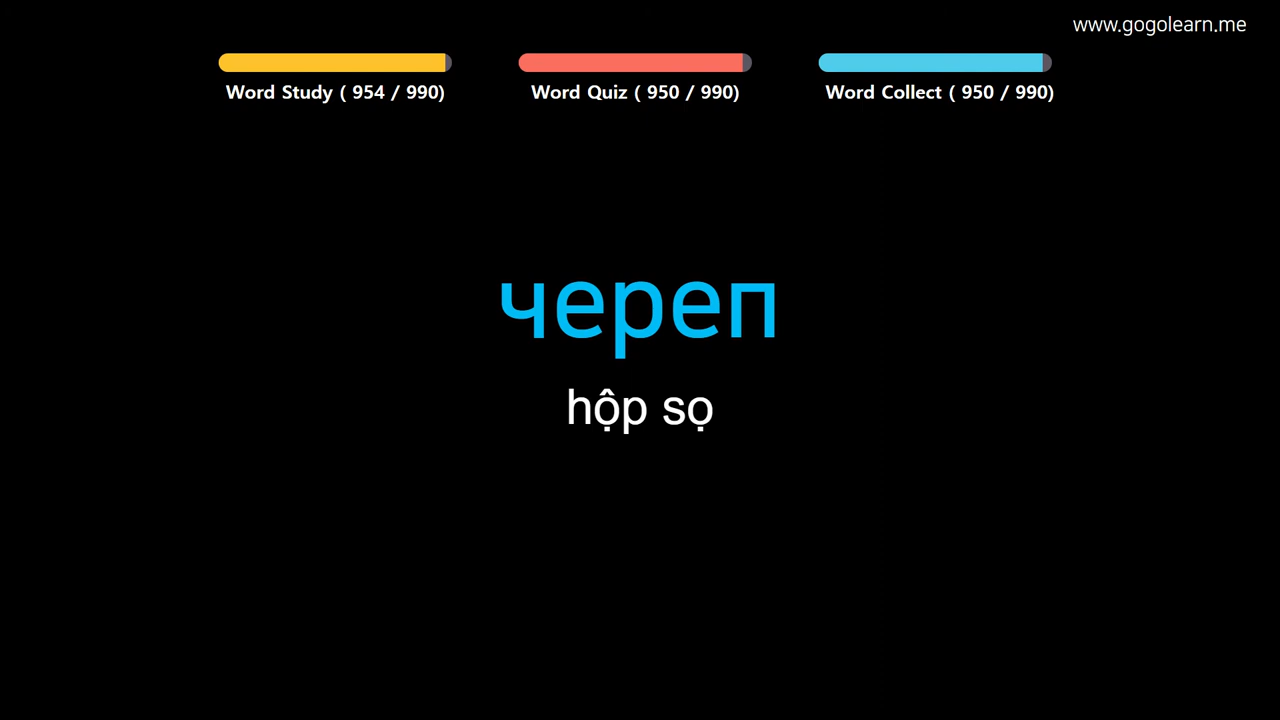 www.gogolearn.me
Word Study ( 954 / 990)
Word Quiz ( 950 / 990)
Word Collect ( 950 / 990)
череп
hộp sọ